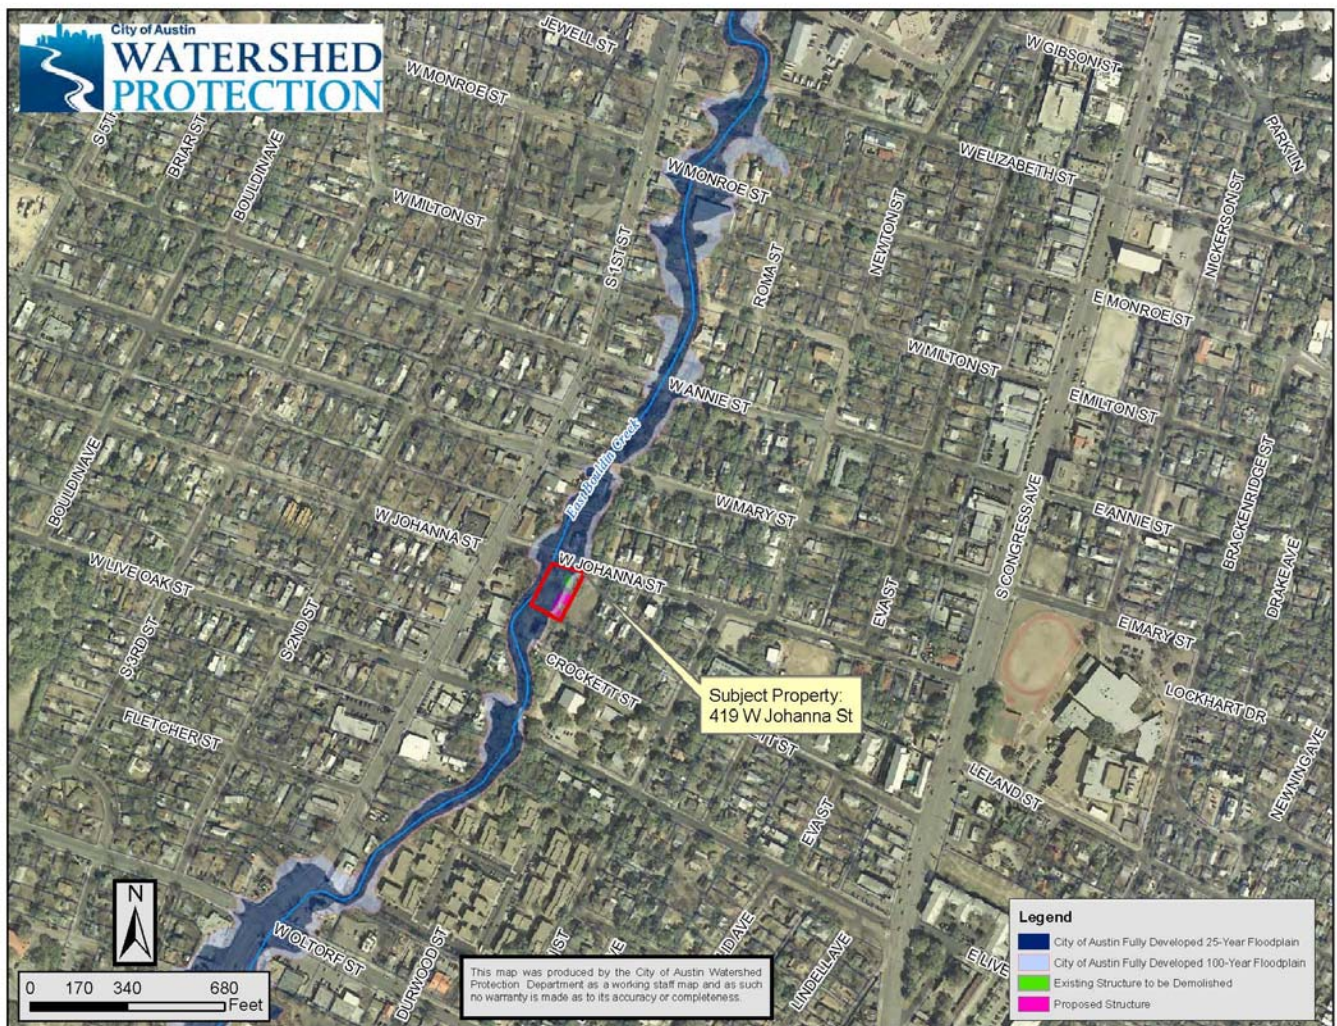 City of Austin
WATERSHED
PROTECTION
JEWELL ST
W GIBSON ST
W MONROE ST
S 5TH
BRIAR ST
BOULDIN AVE
PARK LN
W ELIZABETH ST
W MONROE ST
W MILTON ST
NEWTON ST
NICKERSON ST
S 1ST ST
ROMA ST
E MONROE ST
W MILTON ST
W ANNIE ST
E MILTON ST
East Bouldin Creek
BOULDIN AVE
W MARY ST
S CONGRESS AVE
E ANNIE ST
BRACKENRIDGE ST
W JOHANNA ST
W LIVE OAK ST
W JOHANNA ST
DRAKE AVE
EVA ST
E MARY ST
S 3RD ST
S 2ND ST
CROCKETT ST
Subject Property:
419 W Johanna St
LOCKHART DR
FLETCHER ST
ETT ST
LELAND ST
NEWNING AVE
EVA ST
N
W OLTORF ST
DURWOOD ST
LINDELL AVE
E LIVE
0 170 340 680
Feet
This map was produced by the City of Austin Watershed
Protection Department as a working staff map and as such
no warranty is made as to its accuracy or completeness.
Legend
City of Austin Fully Developed 25-Year Floodplain
City of Austin Fully Developed 100-Year Floodplain
Existing Structure to be Demolished
Proposed Structure